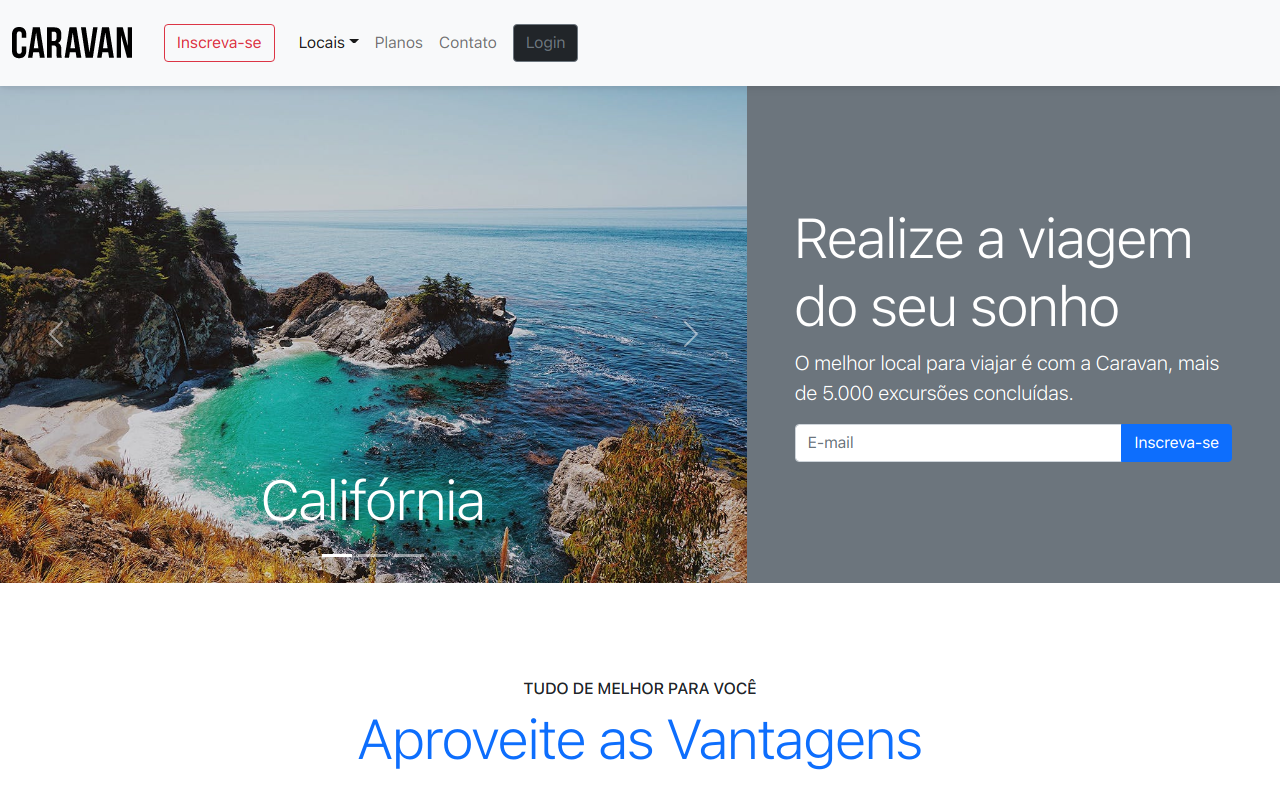 CARAVAN
Inscreva-se
Locais
Planos
Contato
Login
Califórnia
Realize a viagem
do seu sonho
O melhor local para viajar é com a Caravan, mais
de 5.000 excursões concluídas.
E-mail
Inscreva-se
TUDO DE MELHOR PARA VOCÊ
Aproveite as Vantagens